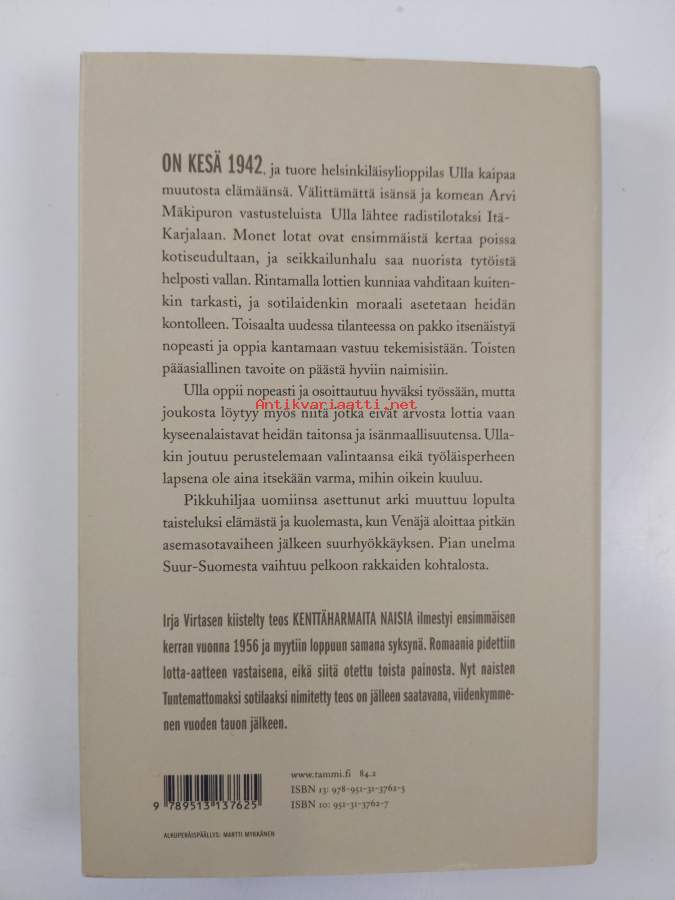 ON KESÄ 1942, ja tuore helsinkiläisylioppilas Ulla kaipaa
muutosta elämäänsä. Välittämättä isänsä ja komean Arvi
Mäkipuron vastusteluista Ulla lähtee radistilotaksi Itä-
Karjalaan. Monet lotat ovat ensimmäistä kertaa poissa
kotiseudultaan, ja seikkailunhalu saa nuorista tytöistä
helposti vallan. Rintamalla lottien kunniaa vahditaan kuiten-
kin tarkasti, ja sotilaidenkin moraali asetetaan heidän
kontolleen. Toisaalta uudessa tilanteessa on pakko itsenäistyä
nopeasti ja oppia kantamaan vastuu tekemisistään. Toisten
pääasiallinen tavoite on päästä hyviin naimisiin.
Ulla oppii nopeasti ja osoittautuu hyväksi työssään, mutta
Antikvariaatti.net
joukosta löytyy myös niitä jotka eivät arvosta lottia vaan
kyseenalaistavat heidän taitonsa ja isänmaallisuutensa. Ulla-
kin joutuu perustelemaan valintaansa eikä työläisperheen
lapsena ole aina itsekään varma, mihin oikein kuuluu.
Pikkuhiljaa uomiinsa asettunut arki muuttuu lopulta
taisteluksi elämästä ja kuolemasta, kun Venäjä aloittaa pitkän
asemasotavaiheen jälkeen suurhyökkäyksen. Pian unelma
Suur-Suomesta vaihtuu pelkoon rakkaiden kohtalosta.
Irja Virtasen kiistelty teos KENTTÄHARMAITA NAISIA ilmestyi ensimmäisen
kerran vuonna 1956 ja myytiin loppuun samana syksynä. Romaania pidettiin
lotta-aatteen vastaisena, eikä siitä otettu toista painosta. Nyt naisten
Tuntemattomaksi sotilaaksi nimitetty teos on jälleen saatavana, viidenkymme-
nen vuoden tauon jälkeen.
www.tammi.fi 84.2
ISBN 13: 978-951-31-3762-5
ISBN 10: 951-31-3762-7
9 789513 137625
ALKUPERÄISPÄÄLLYS: MARTTI MYKKÄNEN